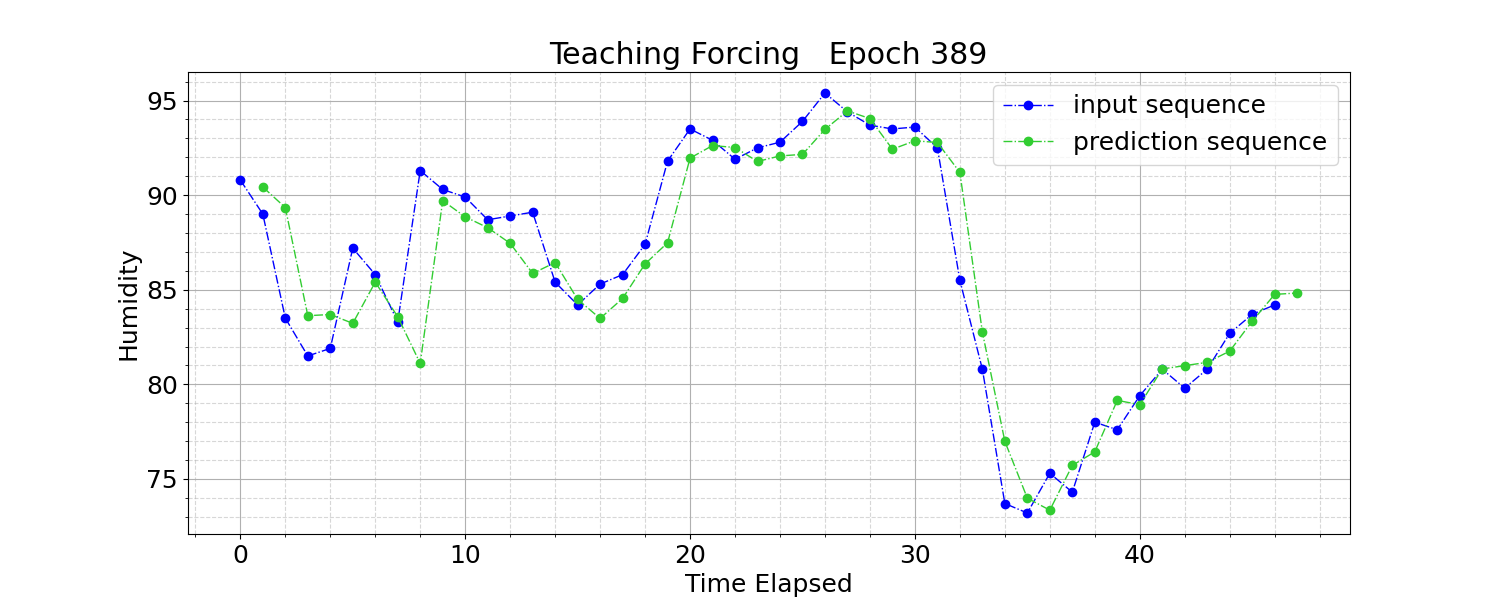 Teaching Forcing   Epoch 389
input sequence
prediction sequence
Humidity
95
90
85
80
75
0 10 20 30 40
Time Elapsed